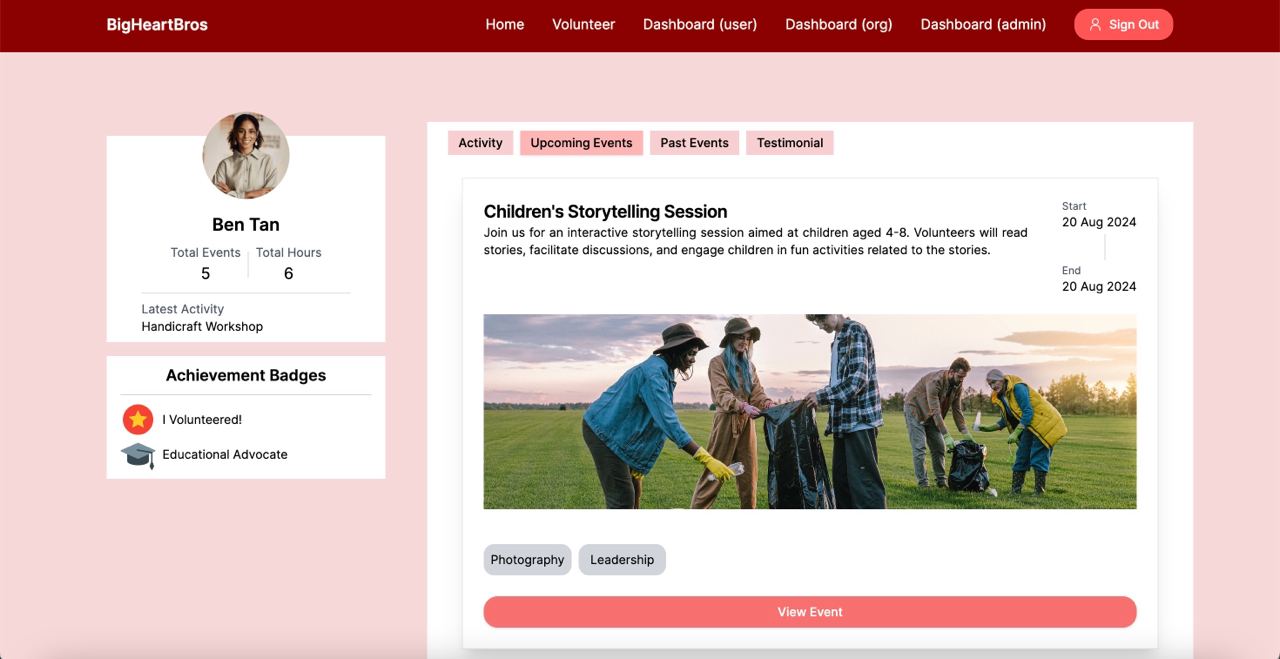 BigHeartBros
Home
Volunteer
Dashboard (user)
Dashboard (org)
Dashboard (admin)
Sign Out
Ben Tan
Total Events
5
Total Hours
6
Latest Activity
Handicraft Workshop
Achievement Badges
I Volunteered!
Educational Advocate
Activity
Upcoming Events
Past Events
Testimonial
Children's Storytelling Session
Join us for an interactive storytelling session aimed at children aged 4-8. Volunteers will read
stories, facilitate discussions, and engage children in fun activities related to the stories.
Start
20 Aug 2024
End
20 Aug 2024
Photography
Leadership
View Event